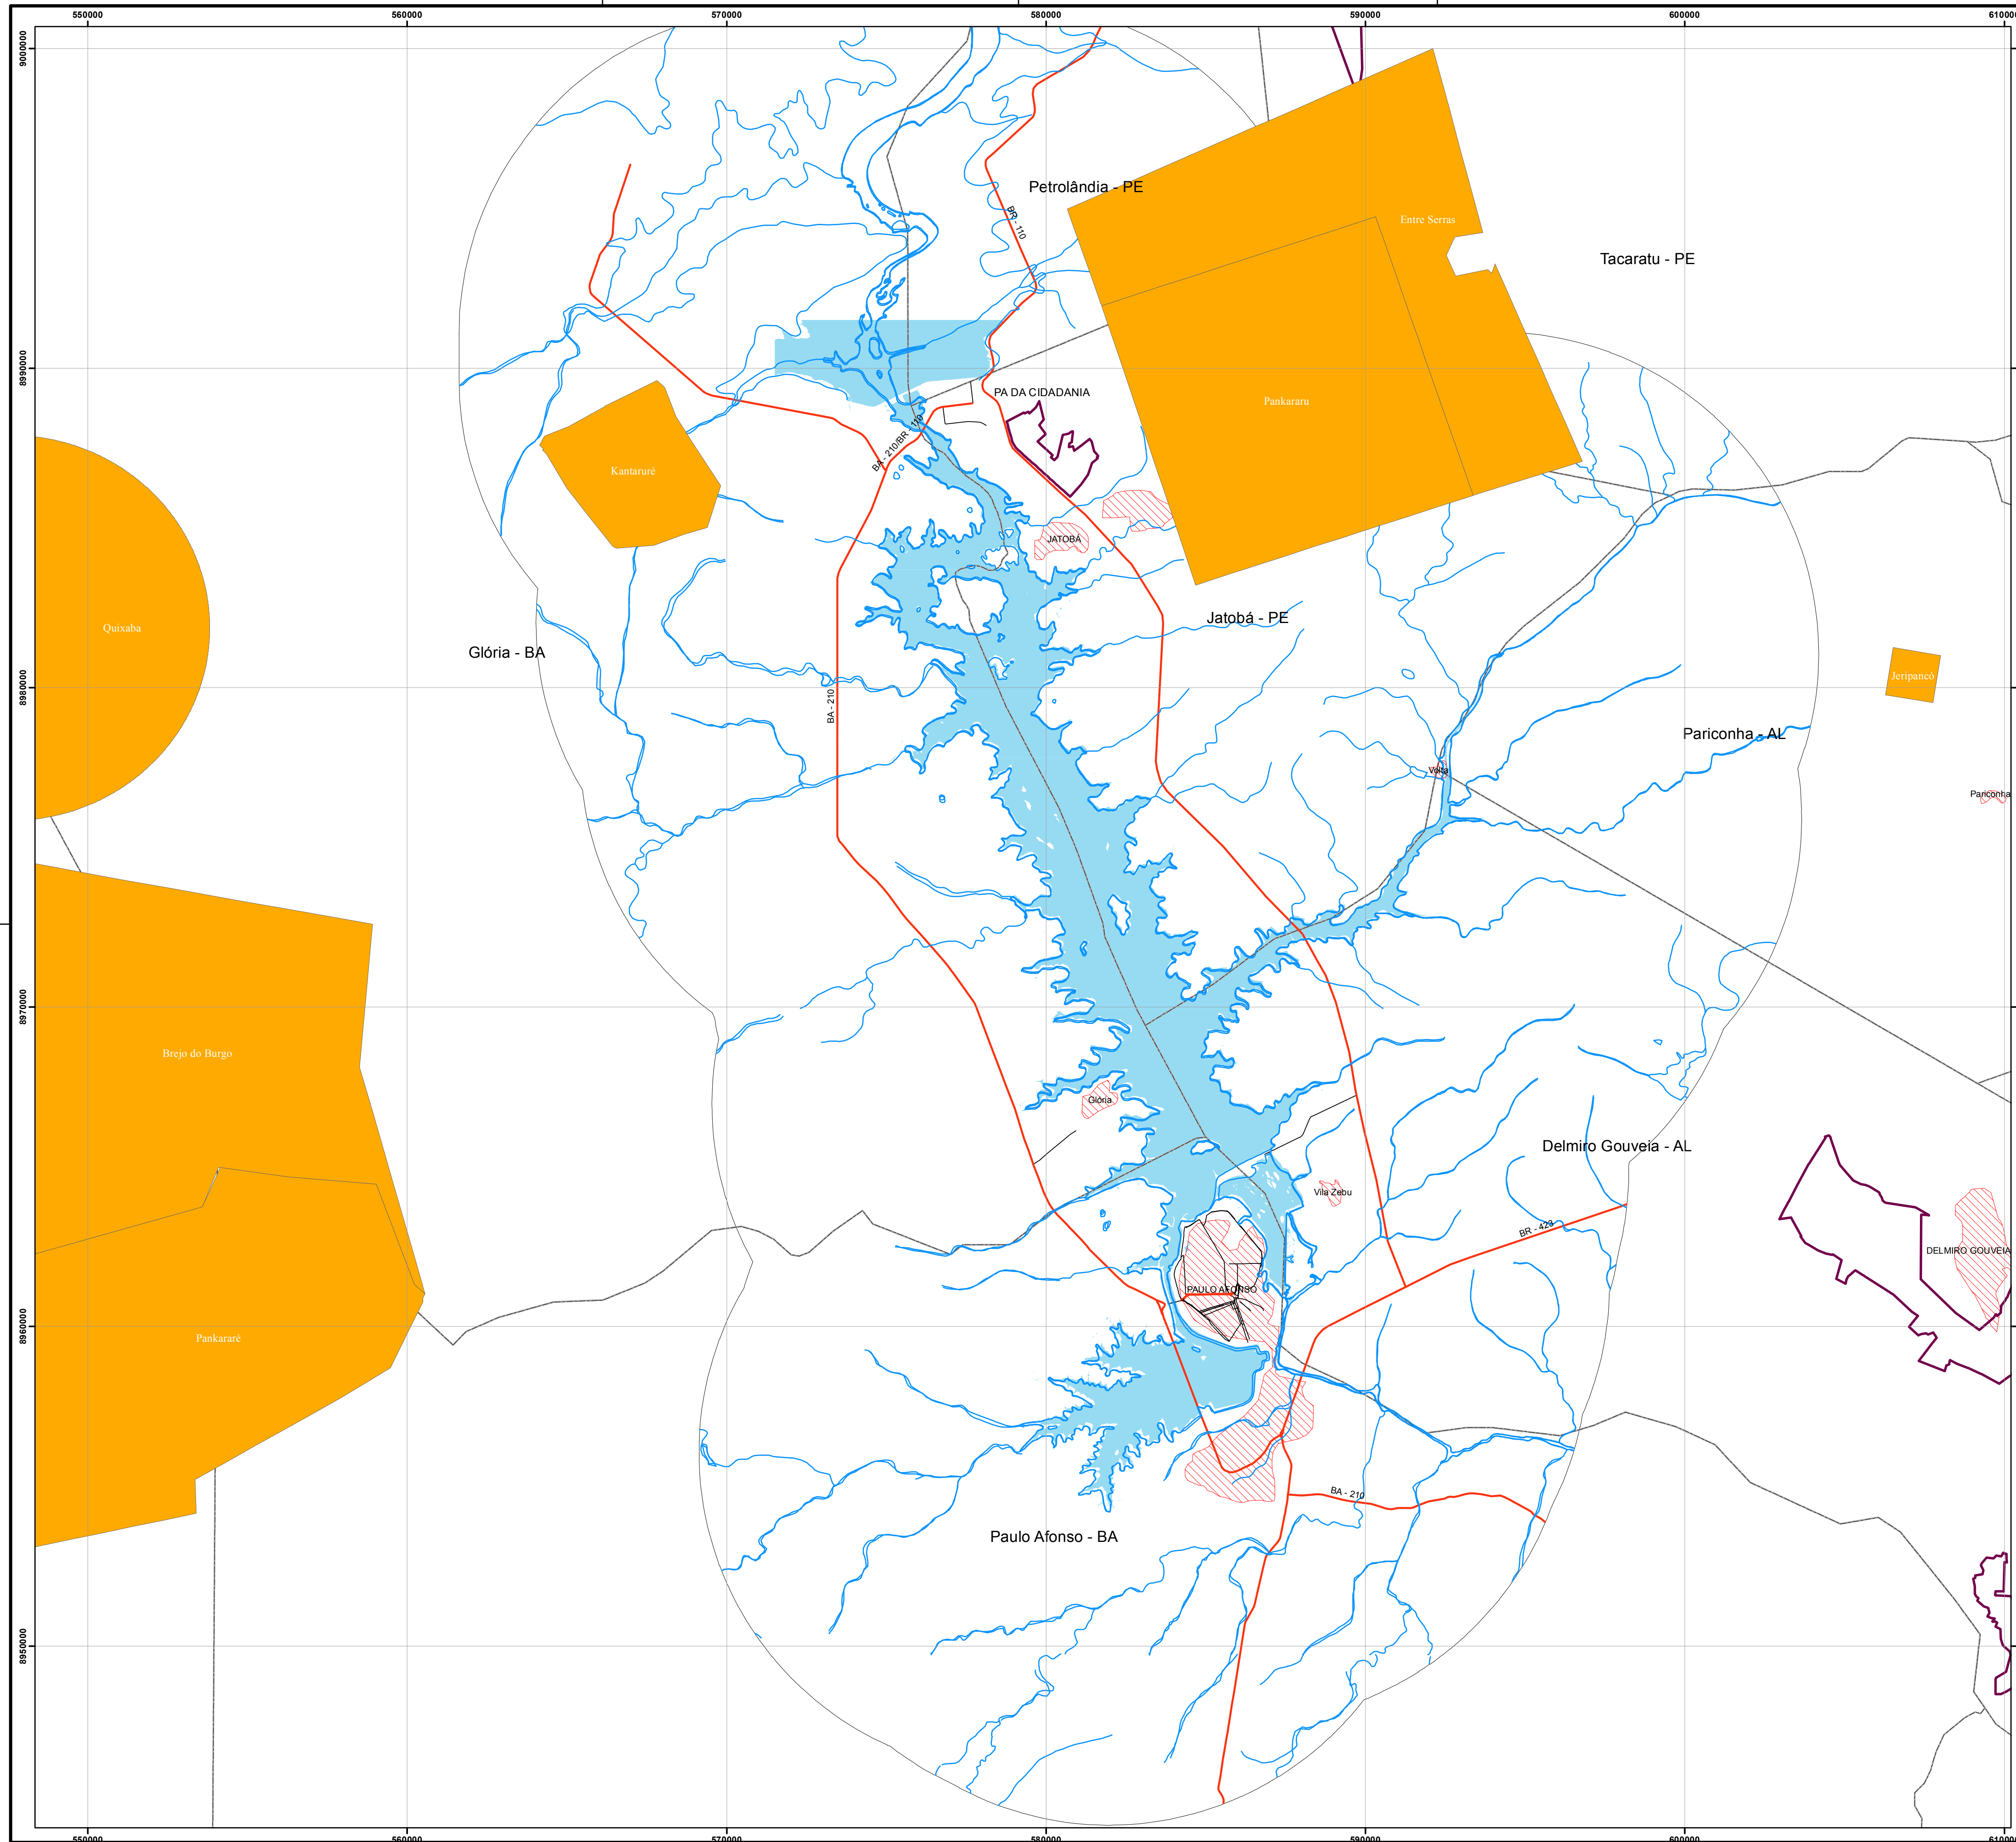 550000
560000
570000
580000
590000
600000
610000
9000000
Petrolândia - PE
BR - 110
Entre Serras
Tacaratu - PE
8990000
PA DA CIDADANIA
Pankararu
BA - 210/BR - 110
Kantaruré
JATOBÁ
Jatobá - PE
Quixaba
Glória - BA
8980000
BA - 210
Jeripancó
Pariconha - AL
Volta
Pariconha
8970000
Brejo do Burgo
Glória
Delmiro Gouveia - AL
Vila Zebu
BR - 423
DELMIRO GOUVEIA
PAULO AFONSO
8960000
Pankararé
BA - 210
Paulo Afonso - BA
8950000
550000
560000
570000
580000
590000
600000
610000